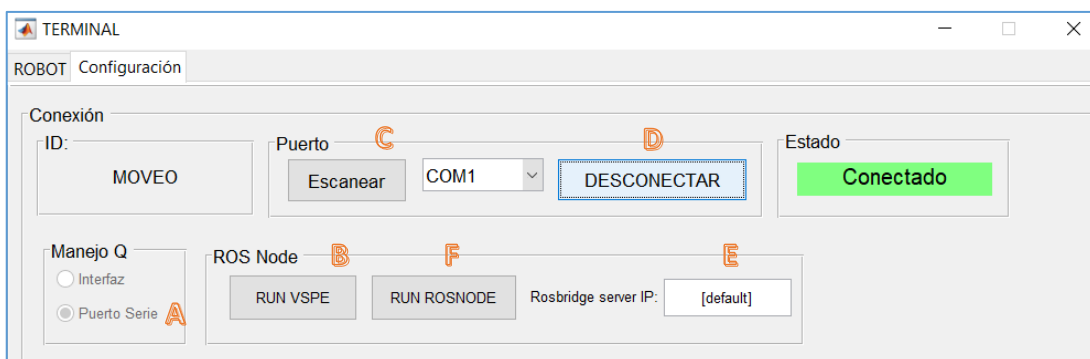 TERMINAL
ROBOT Configuración
Conexión
ID:
MOVEO
Puerto C D
Escanear COM1 DESCONECTAR
Estado
Conectado
Manejo Q
Interfaz
Puerto Serie A
ROS Node B F E
RUN VSPE RUN ROSNODE Rosbridge server IP: [default]